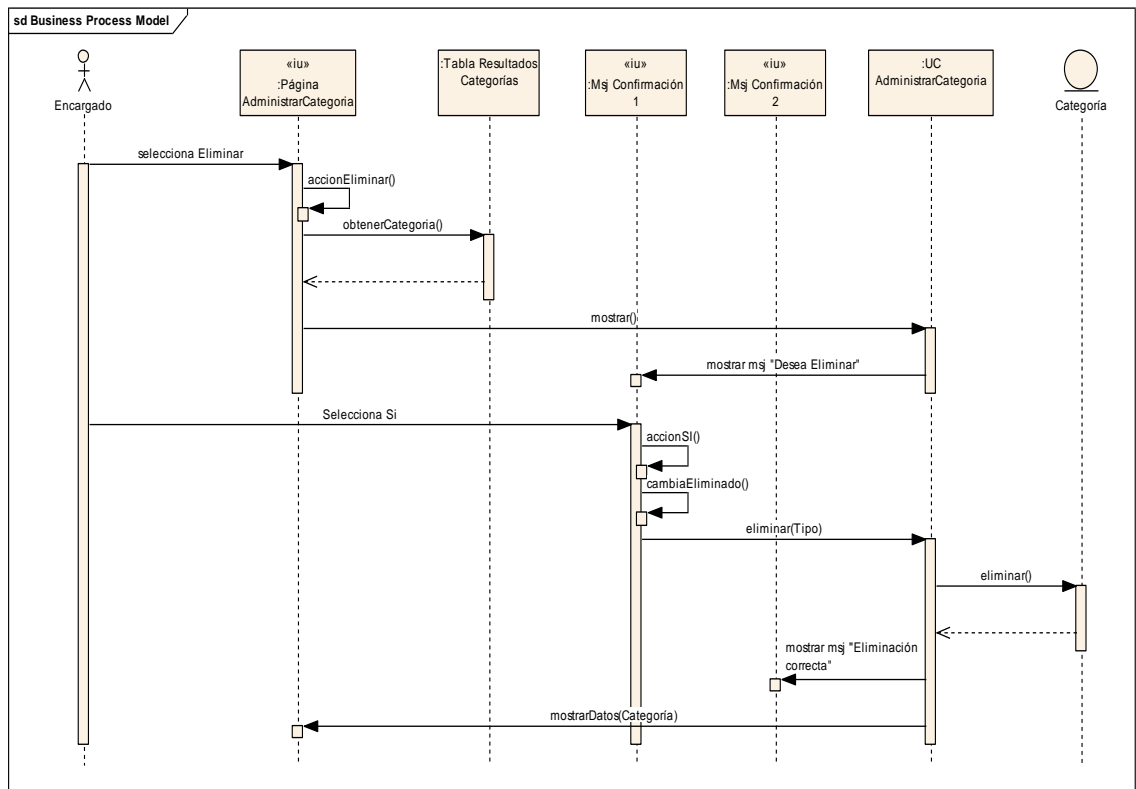 sd Business Process Model
Encargado
«iu»
:Página
AdministrarCategoria
:Tabla Resultados
Categorías
«iu»
:Msj Confirmación
1
«iu»
:Msj Confirmación
2
:UC
AdministrarCategoria
Categoría
selecciona Eliminar
accionEliminar()
obtenerCategoria()
mostrar()
mostrar msj "Desea Eliminar"
Selecciona Si
accionSI()
cambiaEliminado()
eliminar(Tipo)
eliminar()
mostrar msj "Eliminación
correcta"
mostrarDatos(Categoría)